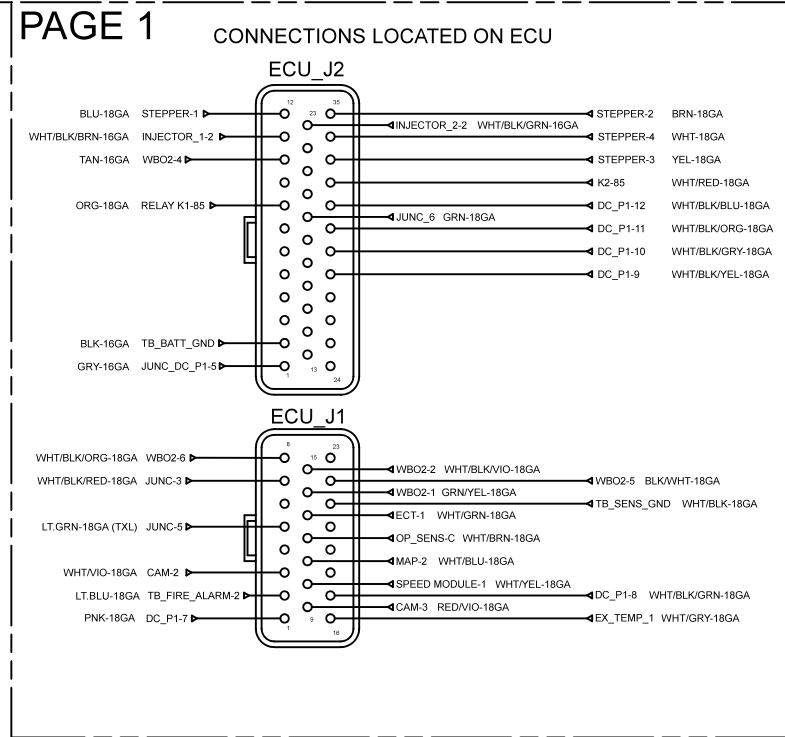 PAGE 1
CONNECTIONS LOCATED ON ECU
ECU_J2
12
35
23
BLU-18GA STEPPER-1
STEPPER-2 BRN-18GA
INJECTOR_2-2 WHT/BLK/GRN-16GA
WHT/BLK/BRN-16GA INJECTOR_1-2
STEPPER-4 WHT-18GA
TAN-16GA WBO2-4
STEPPER-3 YEL-18GA
K2-85 WHT/RED-18GA
ORG-18GA RELAY K1-85
DC_P1-12 WHT/BLK/BLU-18GA
JUNC_6 GRN-18GA
DC_P1-11 WHT/BLK/ORG-18GA
DC_P1-10 WHT/BLK/GRY-18GA
DC_P1-9 WHT/BLK/YEL-18GA
BLK-16GA TB_BATT_GND
GRY-16GA JUNC_DC_P1-5
1
13
24
ECU_J1
8
23
15
WHT/BLK/ORG-18GA WBO2-6
WBO2-2 WHT/BLK/VIO-18GA
WHT/BLK/RED-18GA JUNC-3
WBO2-5 BLK/WHT-18GA
WBO2-1 GRN/YEL-18GA
TB_SENS_GND WHT/BLK-18GA
ECT-1 WHT/GRN-18GA
LT.GRN-18GA (TXL) JUNC-5
OP_SENS-C WHT/BRN-18GA
MAP-2 WHT/BLU-18GA
WHT/VIO-18GA CAM-2
SPEED MODULE-1 WHT/YEL-18GA
LT.BLU-18GA TB_FIRE_ALARM-2
DC_P1-8 WHT/BLK/GRN-18GA
CAM-3 RED/VIO-18GA
PNK-18GA DC_P1-7
EX_TEMP_1 WHT/GRY-18GA
1
9
16